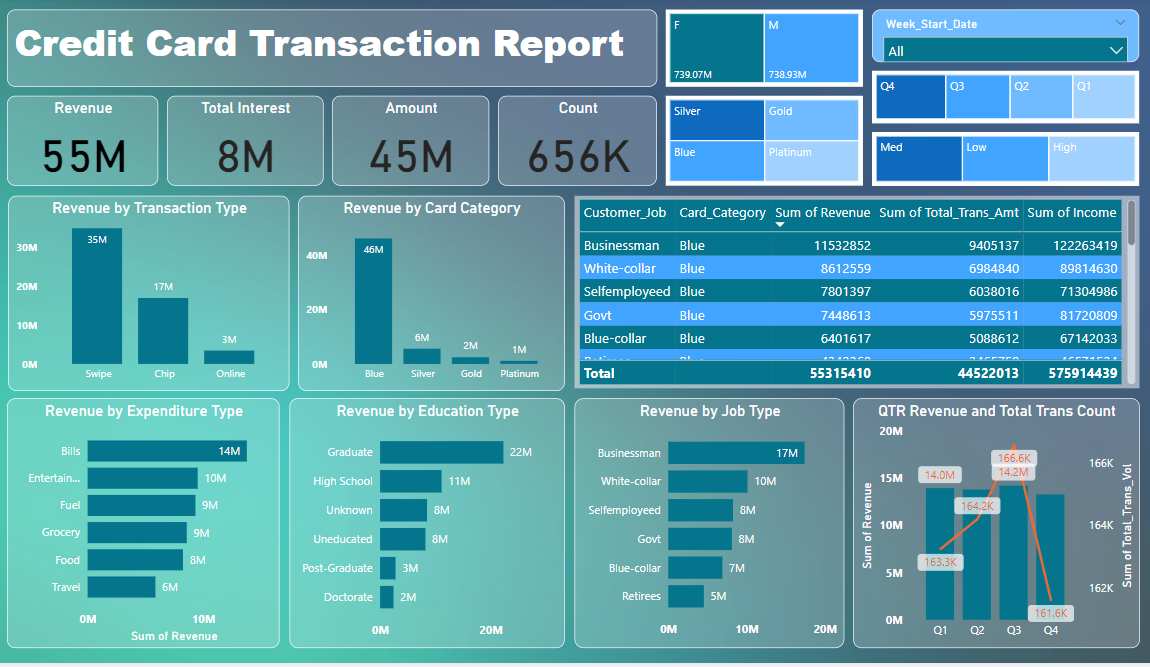 Credit Card Transaction Report
F
739.07M
M
738.93M
Week_Start_Date
All
Silver
Gold
Blue
Platinum
Q4
Q3
Q2
Q1
Med
Low
High
Revenue
55M
Total Interest
8M
Amount
45M
Count
656K
Revenue by Transaction Type
30M
20M
10M
0M
35M
17M
3M
Swipe
Chip
Online
Revenue by Card Category
40M
20M
0M
46M
6M
2M
1M
Blue
Silver
Gold
Platinum
Customer_Job Card_Category Sum of Revenue Sum of Total_Trans_Amt Sum of Income
Businessman Blue 11532852 9405137 122263419
White-collar Blue 8612559 6984840 89814630
Selfemployeed Blue 7801397 6038016 71304986
Govt Blue 7448613 5975511 81720809
Blue-collar Blue 6401617 5088612 67142033
Total 55315410 44522013 575914439
Revenue by Expenditure Type
Bills 14M
Entertain... 10M
Fuel 9M
Grocery 9M
Food 8M
Travel 6M
0M 10M
Sum of Revenue
Revenue by Education Type
Graduate 22M
High School 11M
Unknown 8M
Uneducated 8M
Post-Graduate 3M
Doctorate 2M
0M 20M
Revenue by Job Type
Businessman 17M
White-collar 10M
Selfemployeed 8M
Govt 8M
Blue-collar 7M
Retirees 5M
0M 10M 20M
QTR Revenue and Total Trans Count
Sum of Revenue
20M
15M
10M
5M
0M
14.0M
14.2M
163.3K
164.2K
166.6K
161.6K
Q1 Q2 Q3 Q4
166K
164K
162K
Sum of Total_Trans_Vol